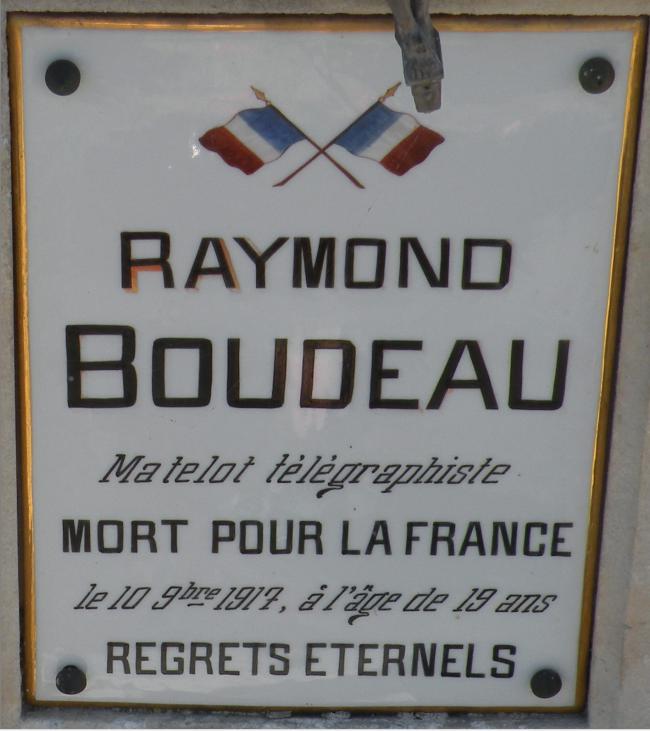 RAYMOND
BOUDEAU
Matelot télégraphiste
MORT POUR LA FRANCE
le 10 9bre 1917, à l'âge de 19 ans
REGRETS ETERNELS